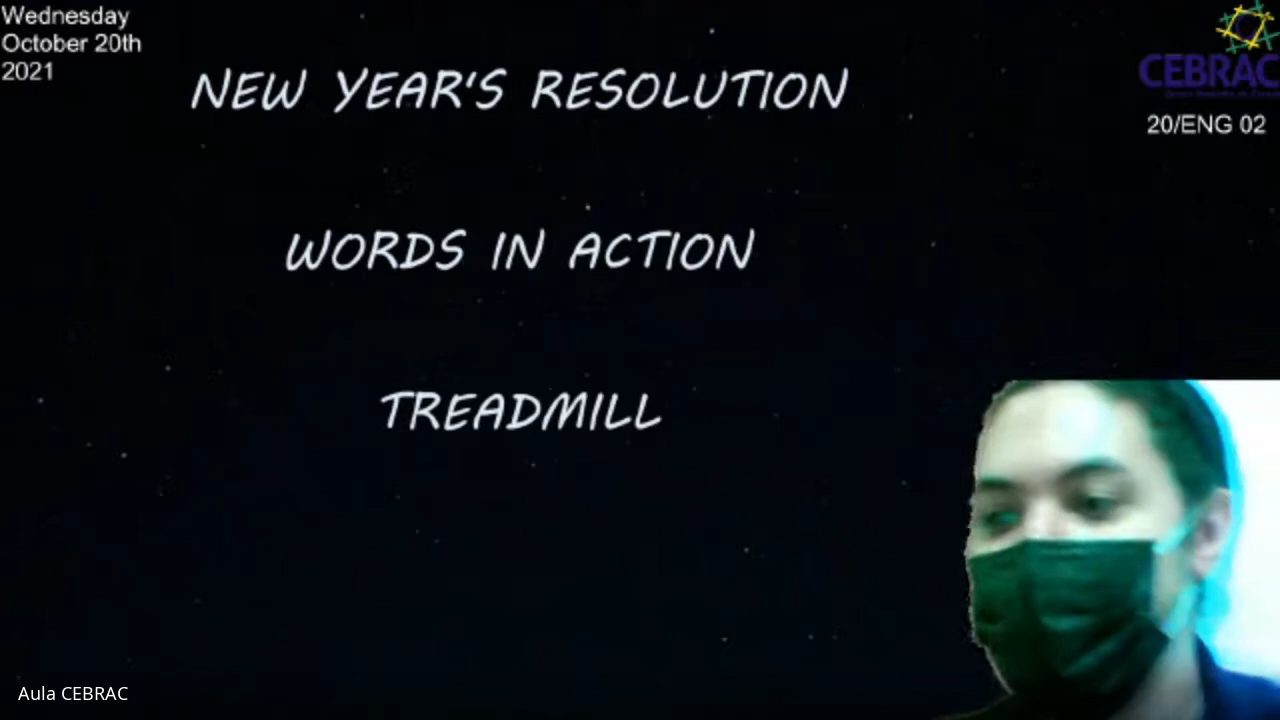 Wednesday
October 20th
2021
NEW YEAR'S RESOLUTION
CEBRAC
20/ENG 02
WORDS IN ACTION
TREADMILL
Aula CEBRAC